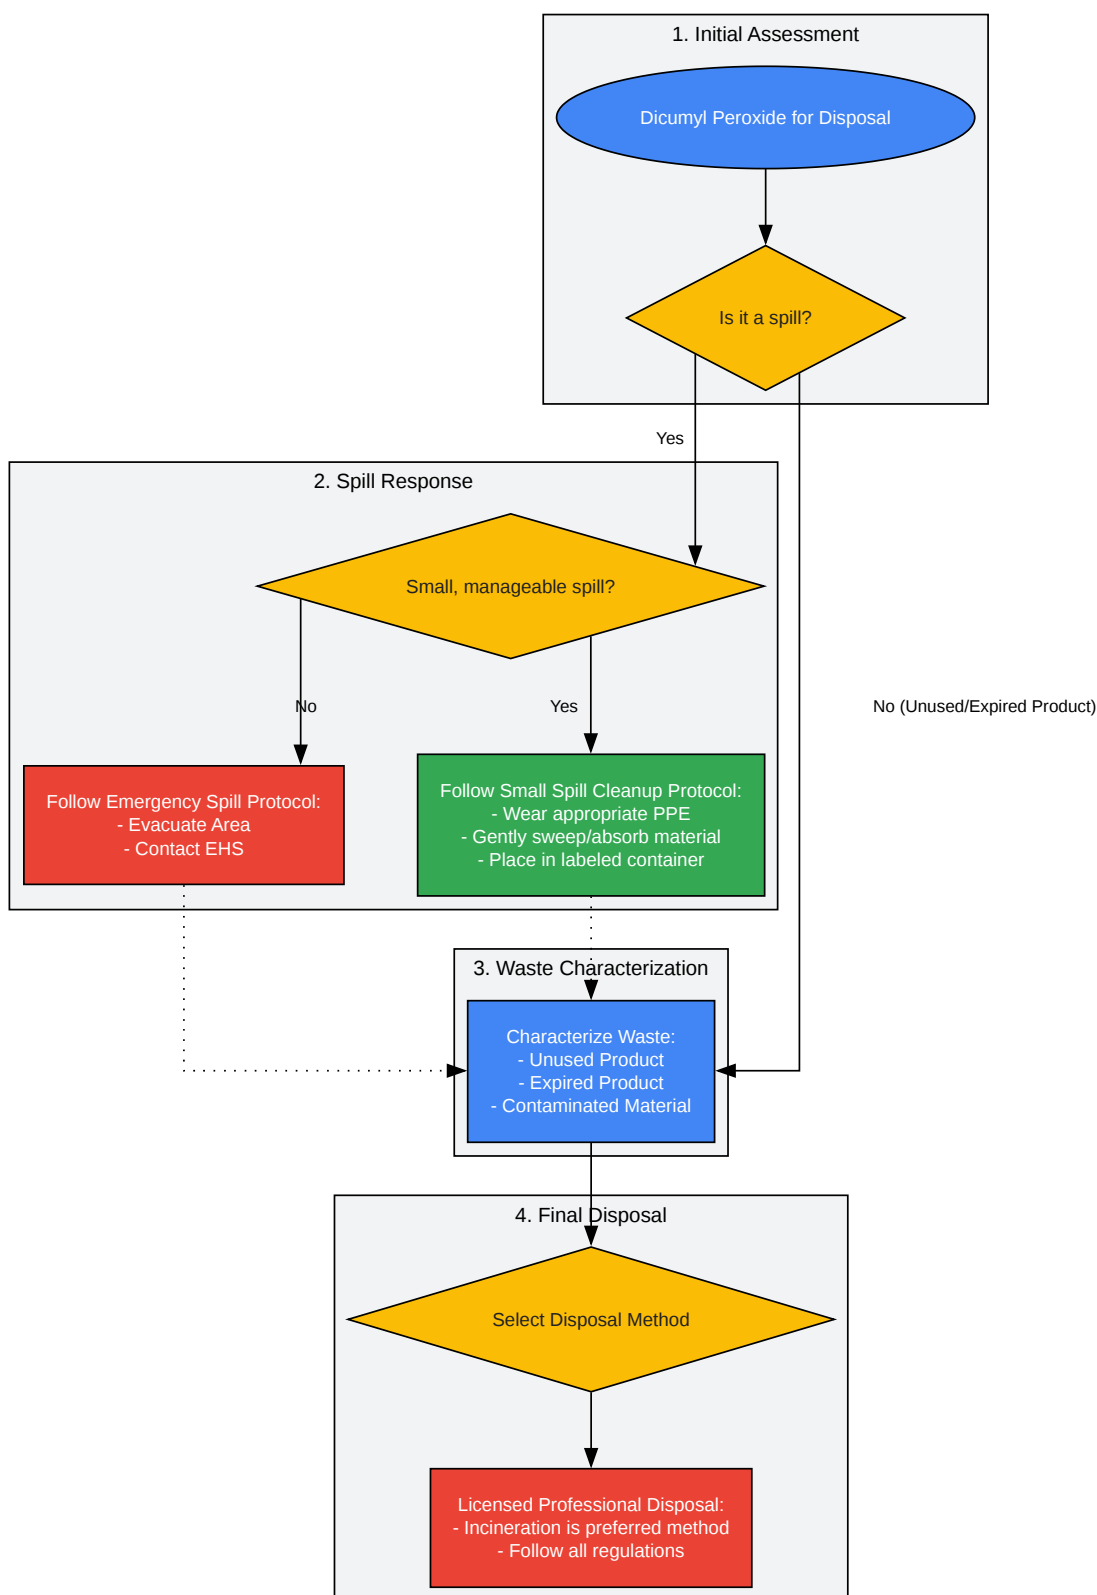 1. Initial Assessment
Dicumyl Peroxide for Disposal
Is it a spill?
Yes
2. Spill Response
Small, manageable spill?
No
Yes
No (Unused/Expired Product)
Follow Emergency Spill Protocol:
- Evacuate Area
- Contact EHS
Follow Small Spill Cleanup Protocol:
- Wear appropriate PPE
- Gently sweep/absorb material
- Place in labeled container
3. Waste Characterization
Characterize Waste:
- Unused Product
- Expired Product
- Contaminated Material
4. Final Disposal
Select Disposal Method
Licensed Professional Disposal:
- Incineration is preferred method
- Follow all regulations